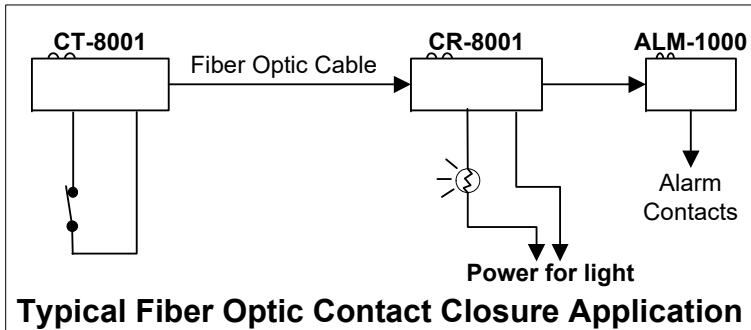 CT-8001
CR-8001
ALM-1000
Fiber Optic Cable
Alarm
Contacts
Power for light
Typical Fiber Optic Contact Closure Application